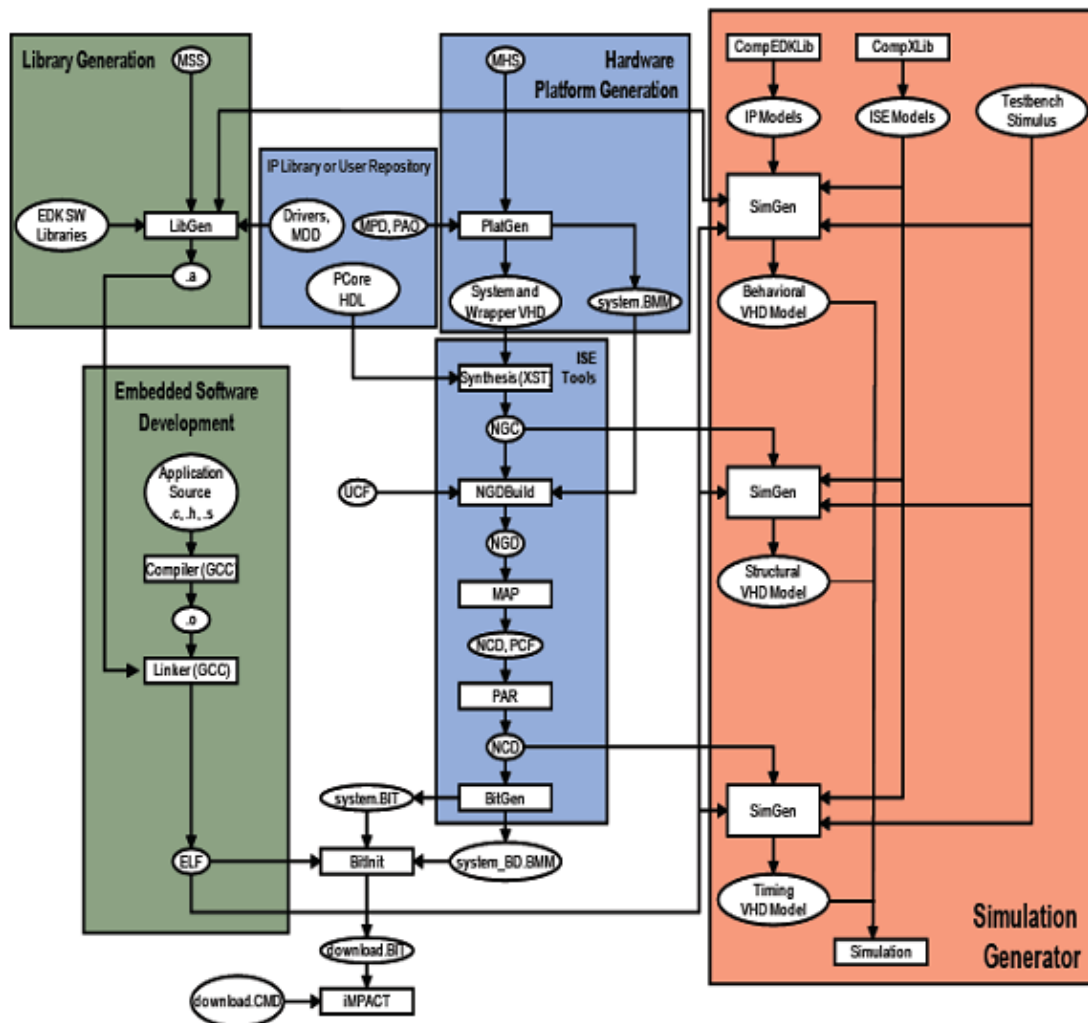 Library Generation
MSS
EDK SW
Libraries
LibGen
.a
IP Library or User Repository
Drivers,
MDD
MPD, PAO
PCore
HDL
Hardware
Platform Generation
MHS
PlatGen
System and
Wrapper VHD
system.BMM
ISE
Tools
Synthesis (XST)
NGC
UCF
NGDBuild
NGD
MAP
NCD, PCF
PAR
NCD
BitGen
system.BIT
system_BD.BMM
BitInit
download.BIT
download.CMD
iMPACT
Embedded Software
Development
Application
Source
.c, .h, .s
Compiler (GCC)
.o
Linker (GCC)
ELF
CompEDKLib
CompXLib
IP Models
ISE Models
Testbench
Stimulus
SimGen
Behavioral
VHD Model
SimGen
Structural
VHD Model
SimGen
Timing
VHD Model
Simulation
Simulation
Generator